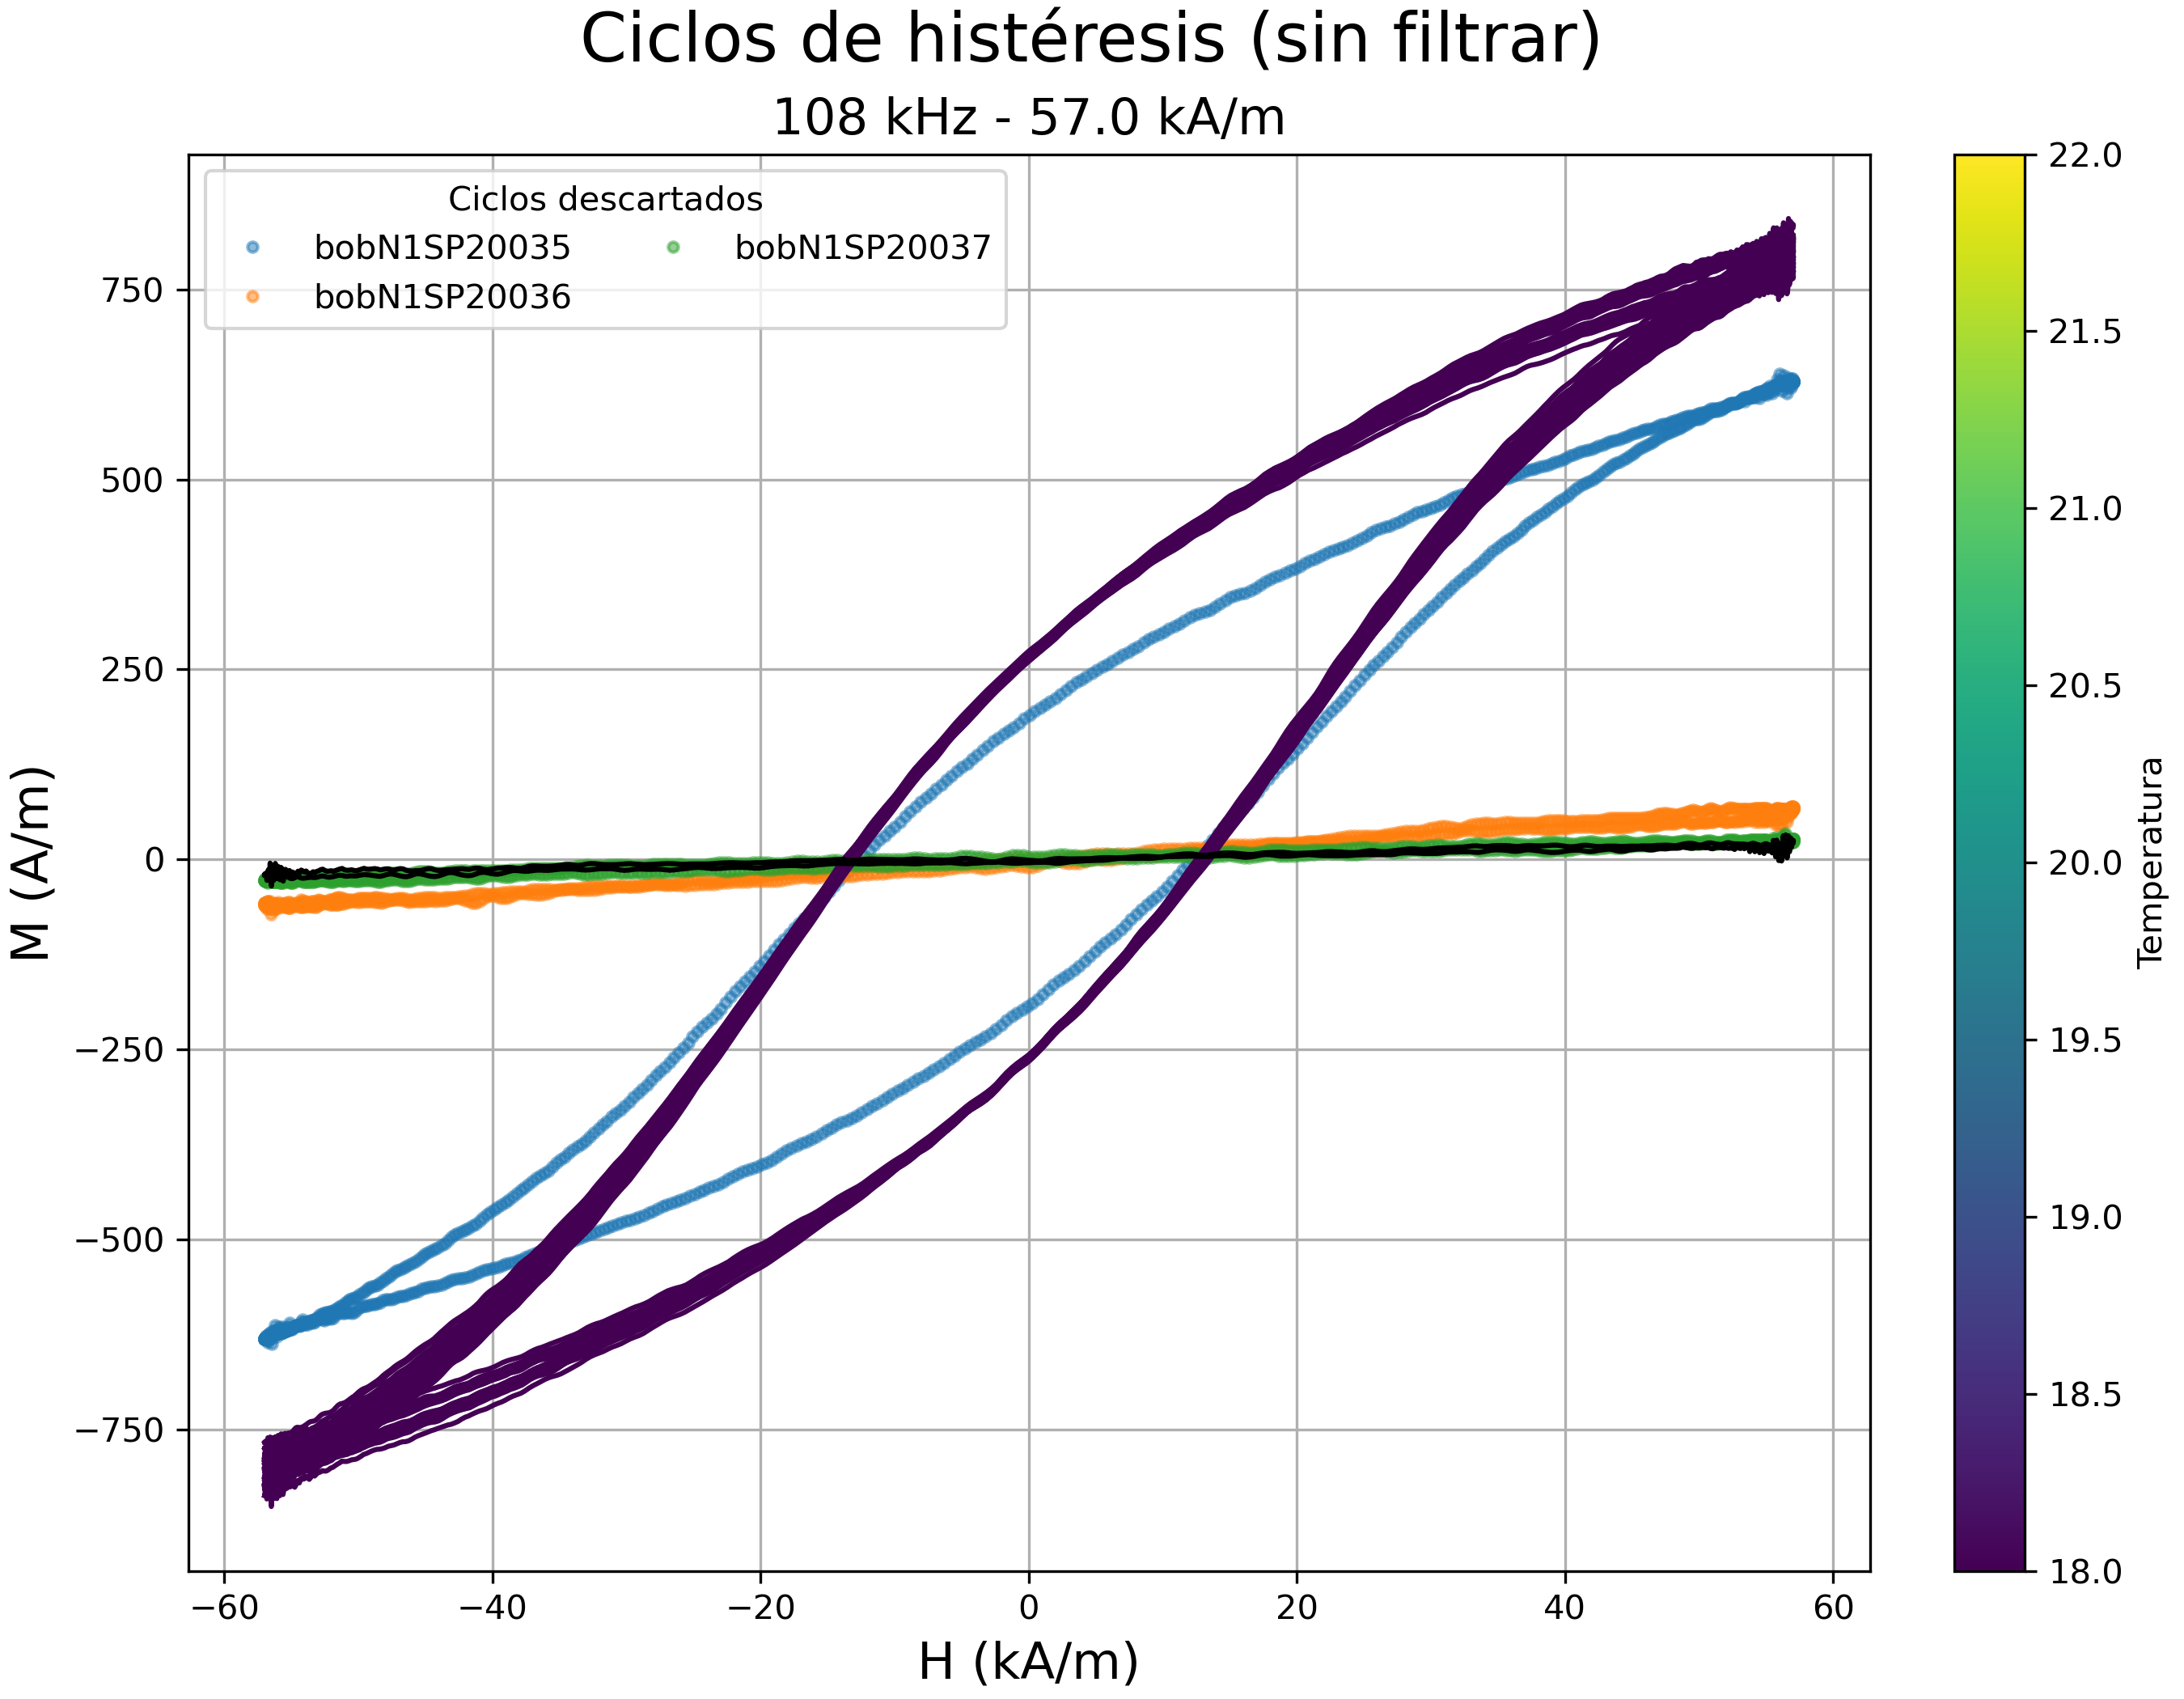 Ciclos de histéresis (sin filtrar)
108 kHz - 57.0 kA/m
Ciclos descartados
bobN1SP20035
bobN1SP20036
bobN1SP20037
750
500
250
0
−250
−500
−750
M (A/m)
−60
−40
−20
0
20
40
60
H (kA/m)
22.0
21.5
21.0
20.5
20.0
19.5
19.0
18.5
18.0
Temperatura